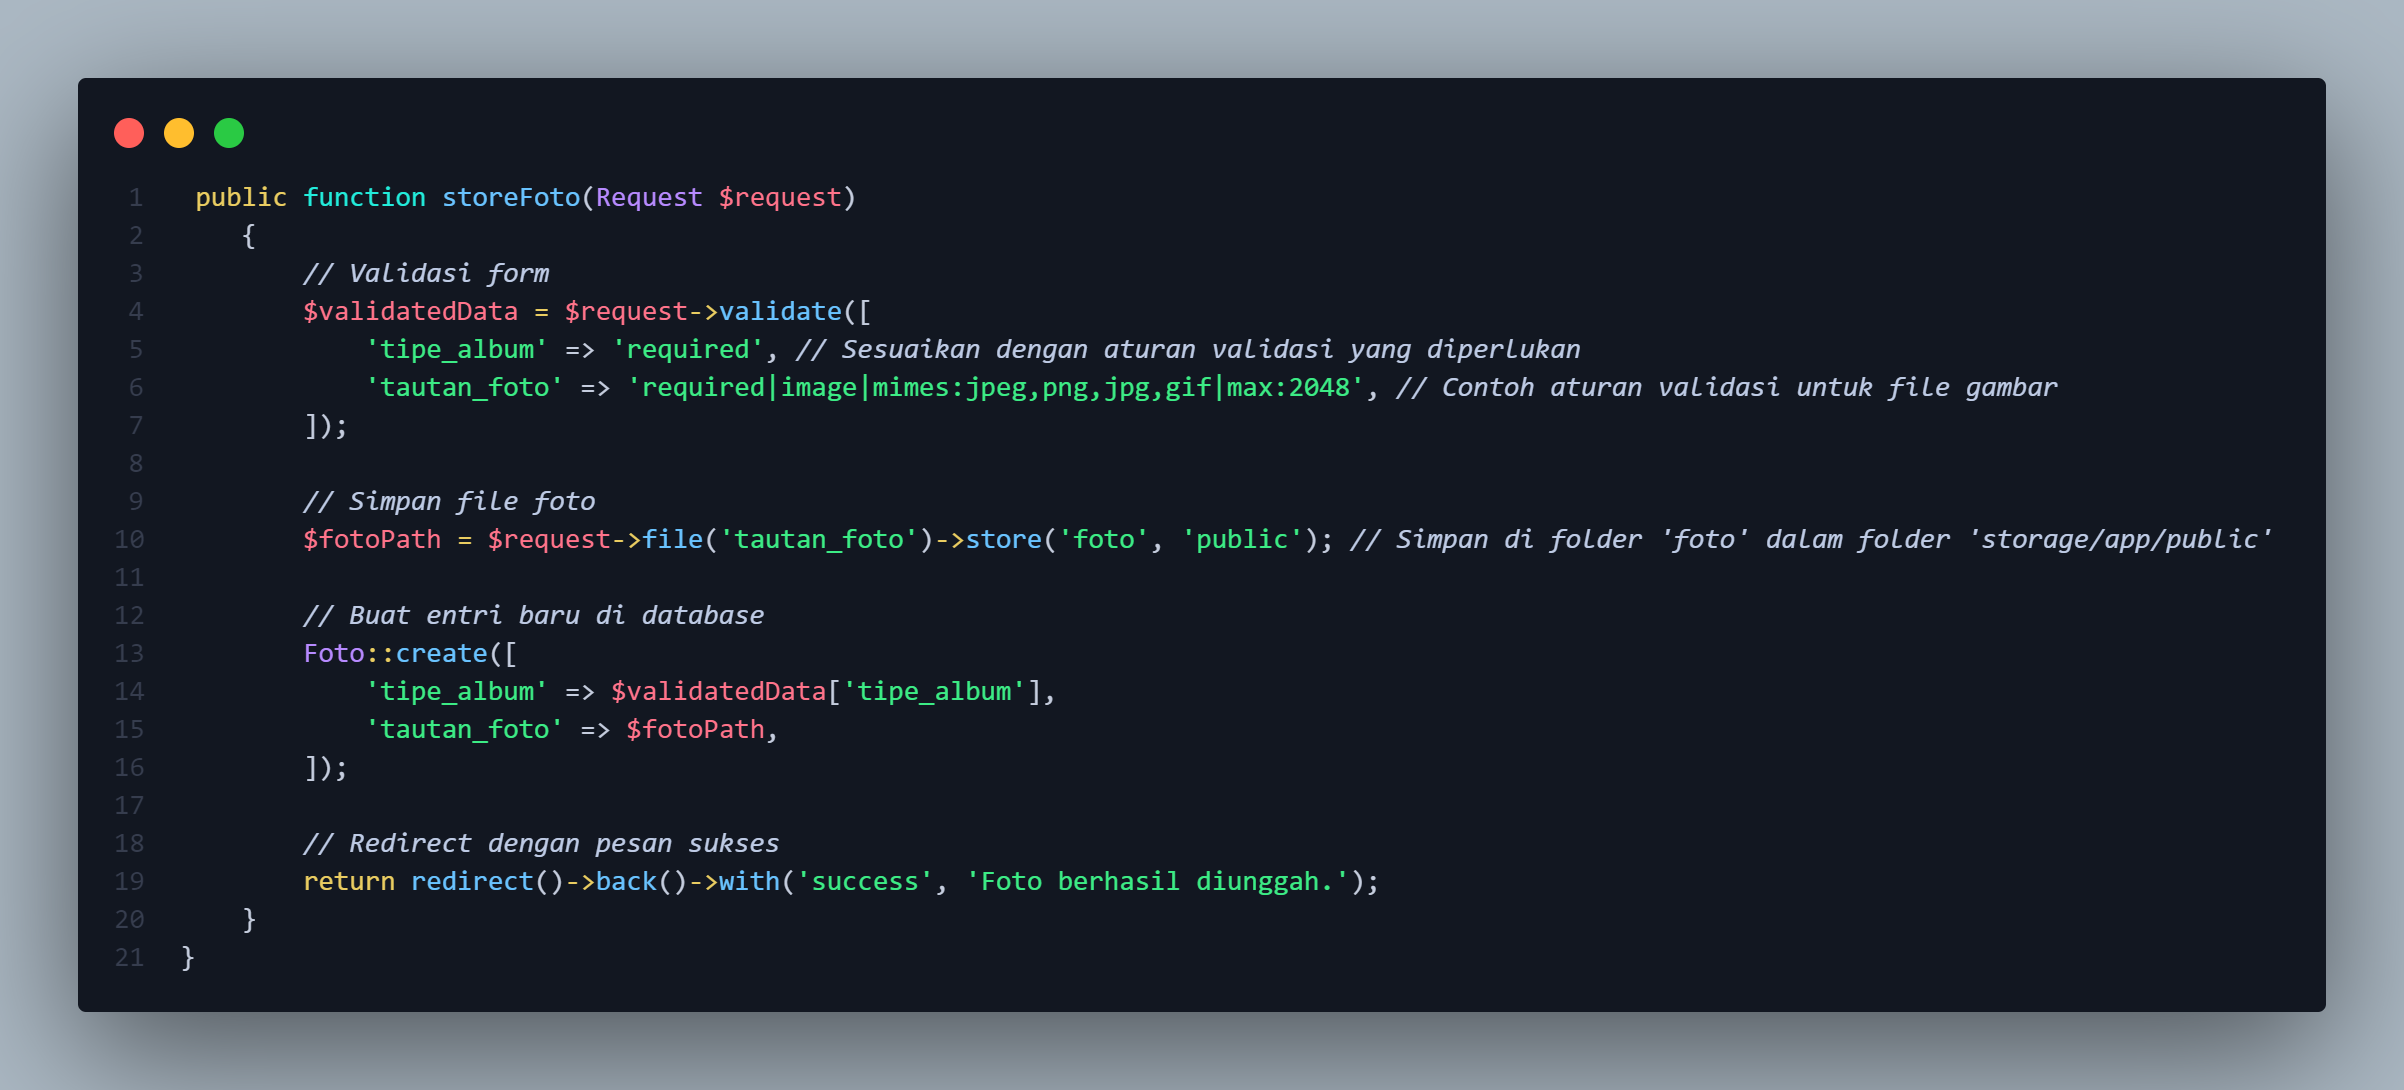 1 public function storeFoto(Request $request)
2 {
3 // Validasi form
4 $validatedData = $request->validate([
5 'tipe_album' => 'required', // Sesuaikan dengan aturan validasi yang diperlukan
6 'tautan_foto' => 'required|image|mimes:jpeg,png,jpg,gif|max:2048', // Contoh aturan validasi untuk file gambar
7 ]);
8
9 // Simpan file foto
10 $fotoPath = $request->file('tautan_foto')->store('foto', 'public'); // Simpan di folder 'foto' dalam folder 'storage/app/public'
11
12 // Buat entri baru di database
13 Foto::create([
14 'tipe_album' => $validatedData['tipe_album'],
15 'tautan_foto' => $fotoPath,
16 ]);
17
18 // Redirect dengan pesan sukses
19 return redirect()->back()->with('success', 'Foto berhasil diunggah.');
20 }
21 }